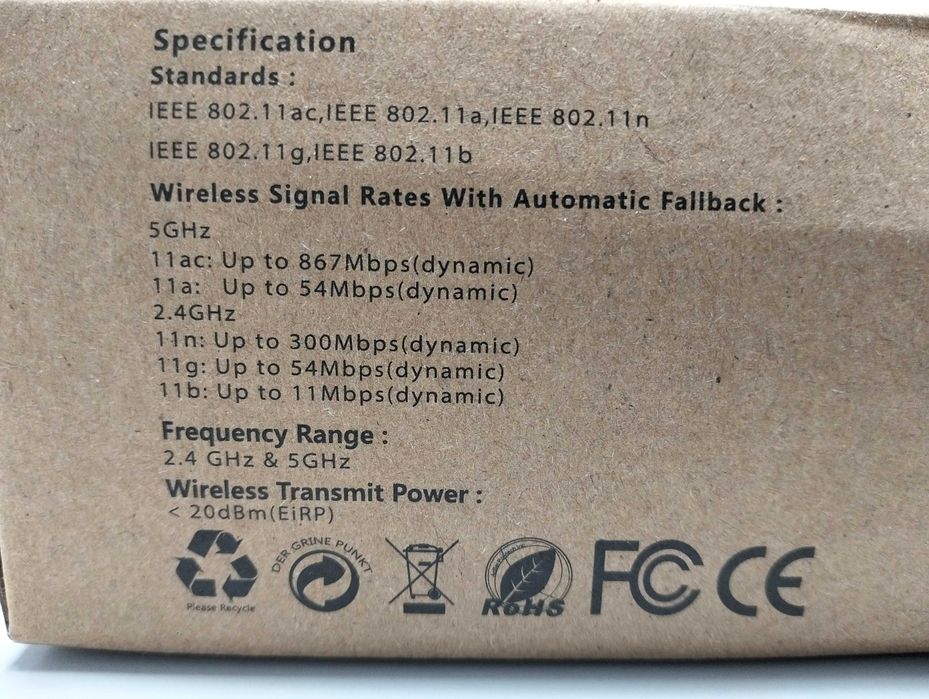 Specification
Standards :
IEEE 802.11ac,IEEE 802.11a,IEEE 802.11n
IEEE 802.11g,IEEE 802.11b
Wireless Signal Rates With Automatic Fallback :
5GHz
11ac: Up to 867Mbps(dynamic)
11a: Up to 54Mbps(dynamic)
2.4GHz
11n: Up to 300Mbps(dynamic)
11g: Up to 54Mbps(dynamic)
11b: Up to 11Mbps(dynamic)
Frequency Range :
2.4 GHz & 5GHz
Wireless Transmit Power :
< 20dBm(EiRP)
Please Recycle
DER GRINE PUNKT
RoHS
FC
CE